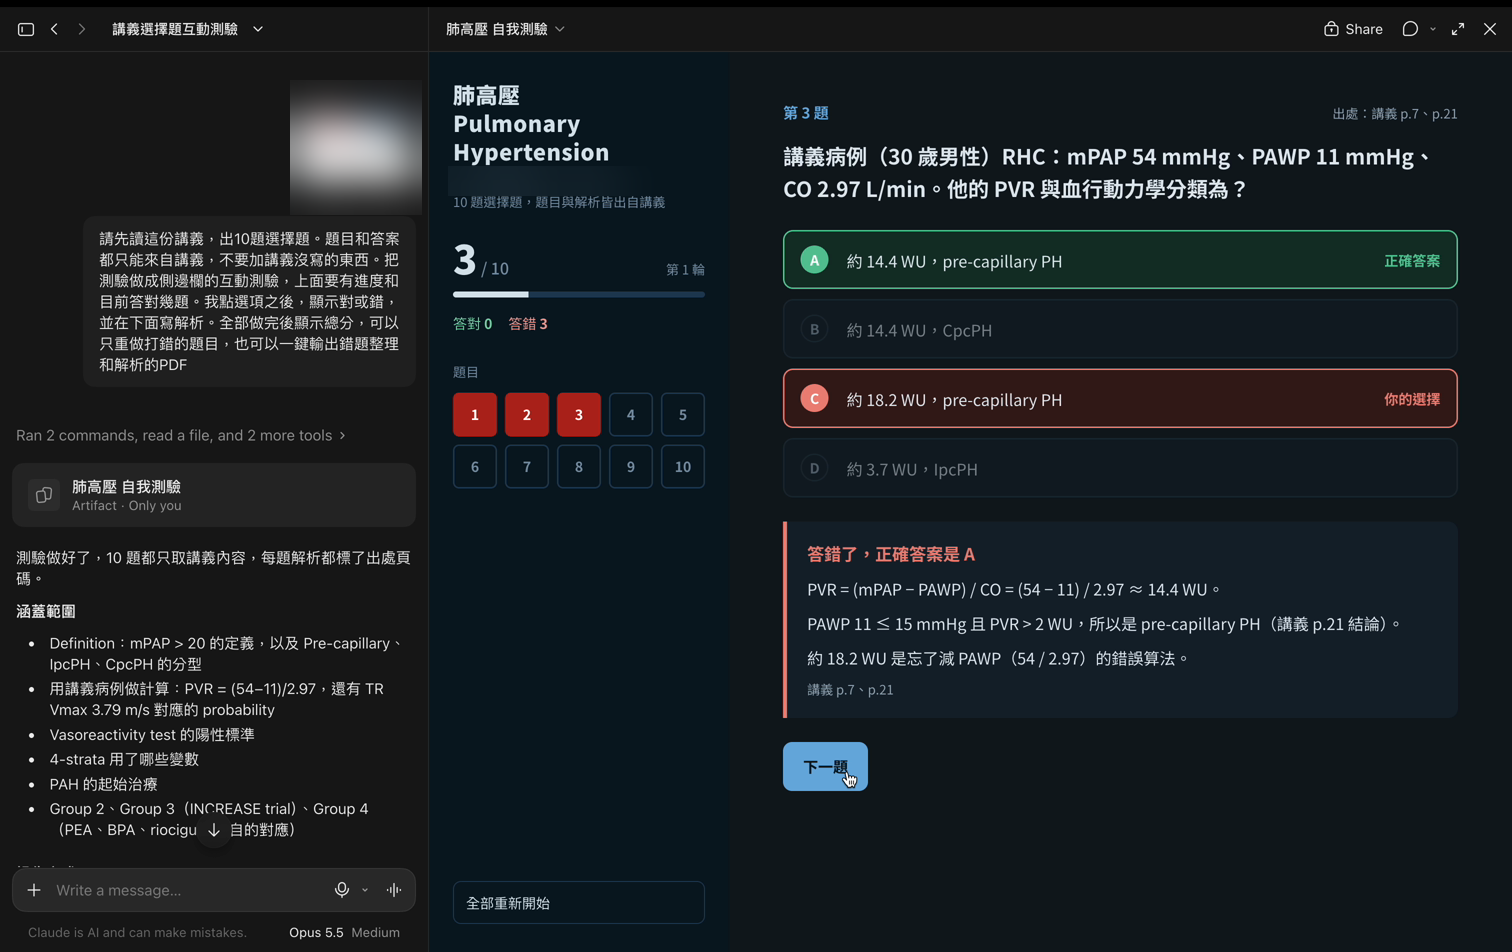 講義選擇題互動測驗
肺高壓 自我測驗
Share
請先讀這份講義，出10題選擇題。題目和答案
都只能來自講義，不要加講義沒寫的東西。把
測驗做成側邊欄的互動測驗，上面要有進度和
目前答對幾題。我點選項之後，顯示對或錯，
並在下面寫解析。全部做完後顯示總分，可以
只重做打錯的題目，也可以一鍵輸出錯題整理
和解析的PDF
Ran 2 commands, read a file, and 2 more tools
肺高壓 自我測驗
Artifact · Only you
測驗做好了，10 題都只取講義內容，每題解析都標了出處頁
碼。
涵蓋範圍
• Definition：mPAP > 20 的定義，以及 Pre-capillary、
IpcPH、CpcPH 的分型
• 用講義病例做計算：PVR = (54−11)/2.97，還有 TR
Vmax 3.79 m/s 對應的 probability
• Vasoreactivity test 的陽性標準
• 4-strata 用了哪些變數
• PAH 的起始治療
• Group 2、Group 3（INCREASE trial）、Group 4
（PEA、BPA、riocigu 自的對應）
Write a message...
Claude is AI and can make mistakes.
Opus 5.5 Medium
肺高壓
Pulmonary
Hypertension
10 題選擇題，題目與解析皆出自講義
3 / 10
第 1 輪
答對 0 答錯 3
題目
1 2 3 4 5
6 7 8 9 10
全部重新開始
第 3 題
出處：講義 p.7、p.21
講義病例（30 歲男性）RHC：mPAP 54 mmHg、PAWP 11 mmHg、
CO 2.97 L/min。他的 PVR 與血行動力學分類為？
A 約 14.4 WU，pre-capillary PH 正確答案
B 約 14.4 WU，CpcPH
C 約 18.2 WU，pre-capillary PH 你的選擇
D 約 3.7 WU，IpcPH
答錯了，正確答案是 A
PVR = (mPAP − PAWP) / CO = (54 − 11) / 2.97 ≈ 14.4 WU。
PAWP 11 ≤ 15 mmHg 且 PVR > 2 WU，所以是 pre-capillary PH（講義 p.21 結論）。
約 18.2 WU 是忘了減 PAWP（54 / 2.97）的錯誤算法。
講義 p.7、p.21
下一題